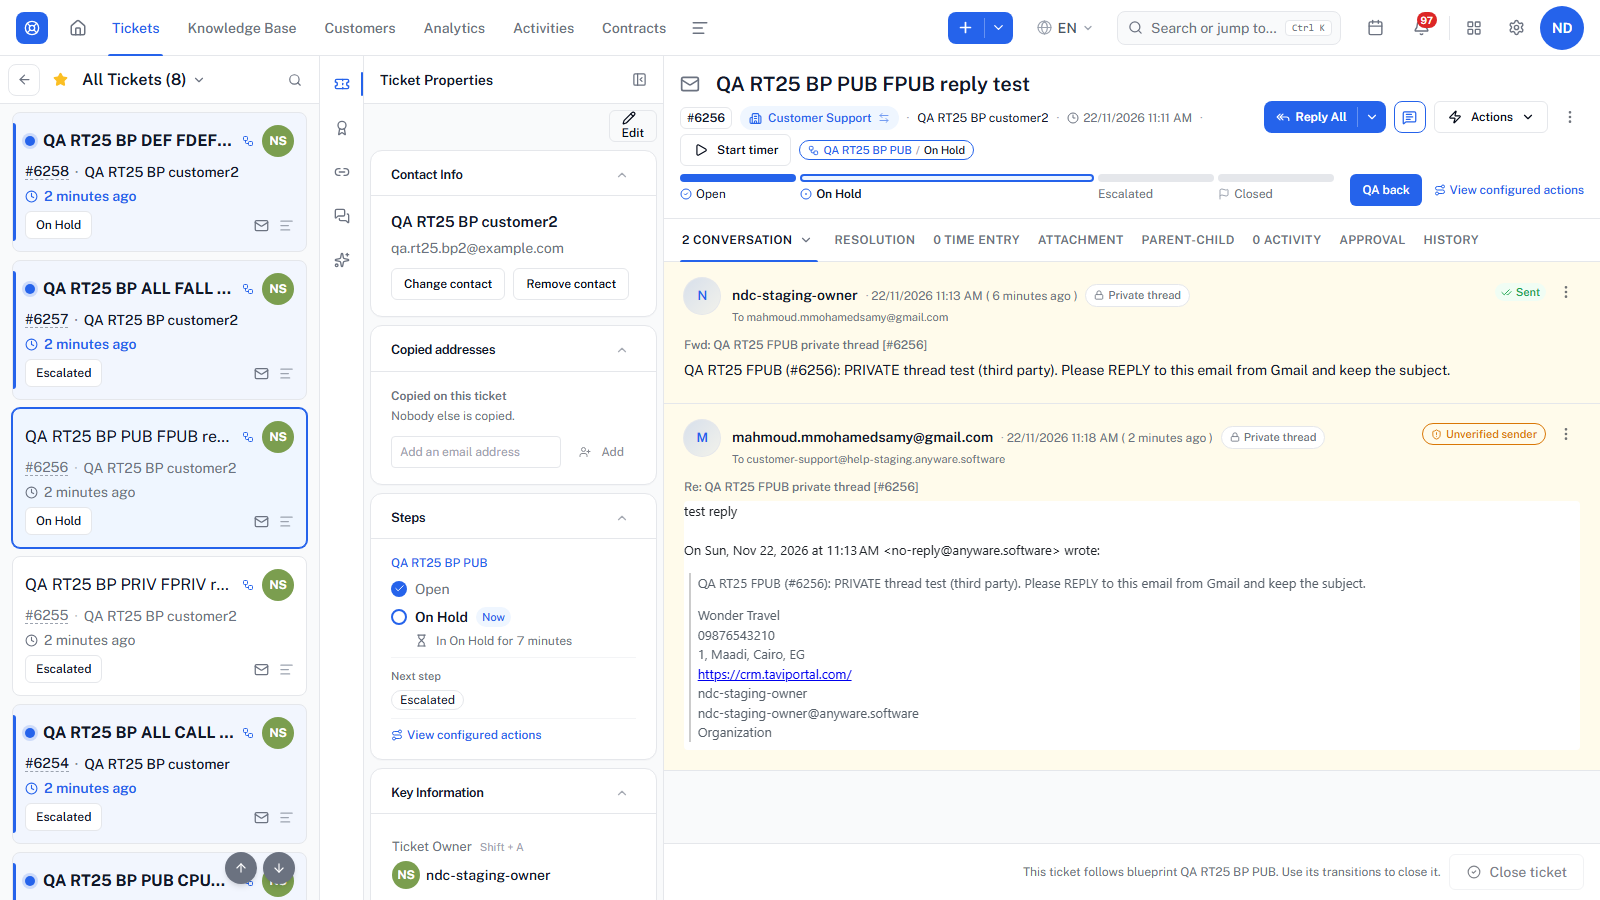 Tickets
Knowledge Base
Customers
Analytics
Activities
Contracts
EN
Search or jump to...
Ctrl K
97
ND
All Tickets (8)
QA RT25 BP DEF FDEF...
NS
#6258 · QA RT25 BP customer2
2 minutes ago
On Hold
QA RT25 BP ALL FALL ...
NS
#6257 · QA RT25 BP customer2
2 minutes ago
Escalated
QA RT25 BP PUB FPUB re...
NS
#6256 · QA RT25 BP customer2
2 minutes ago
On Hold
QA RT25 BP PRIV FPRIV r...
NS
#6255 · QA RT25 BP customer2
2 minutes ago
Escalated
QA RT25 BP ALL CALL ...
NS
#6254 · QA RT25 BP customer
2 minutes ago
Escalated
QA RT25 BP PUB CPU...
Ticket Properties
Edit
Contact Info
QA RT25 BP customer2
qa.rt25.bp2@example.com
Change contact
Remove contact
Copied addresses
Copied on this ticket
Nobody else is copied.
Add an email address
Add
Steps
QA RT25 BP PUB
Open
On Hold
Now
In On Hold for 7 minutes
Next step
Escalated
View configured actions
Key Information
Ticket Owner
Shift + A
NS
ndc-staging-owner
QA RT25 BP PUB FPUB reply test
#6256
Customer Support
· QA RT25 BP customer2 · 22/11/2026 11:11 AM ·
Reply All
Actions
Start timer
QA RT25 BP PUB / On Hold
Open
On Hold
Escalated
Closed
QA back
View configured actions
2 CONVERSATION
RESOLUTION
0 TIME ENTRY
ATTACHMENT
PARENT-CHILD
0 ACTIVITY
APPROVAL
HISTORY
N
ndc-staging-owner · 22/11/2026 11:13 AM ( 6 minutes ago )
Private thread
Sent
To mahmoud.mmohamedsamy@gmail.com
Fwd: QA RT25 FPUB private thread [#6256]
QA RT25 FPUB (#6256): PRIVATE thread test (third party). Please REPLY to this email from Gmail and keep the subject.
M
mahmoud.mmohamedsamy@gmail.com · 22/11/2026 11:18 AM ( 2 minutes ago )
Private thread
Unverified sender
To customer-support@help-staging.anyware.software
Re: QA RT25 FPUB private thread [#6256]
test reply
On Sun, Nov 22, 2026 at 11:13 AM <no-reply@anyware.software> wrote:
QA RT25 FPUB (#6256): PRIVATE thread test (third party). Please REPLY to this email from Gmail and keep the subject.
Wonder Travel
09876543210
1, Maadi, Cairo, EG
https://crm.taviportal.com/
ndc-staging-owner
ndc-staging-owner@anyware.software
Organization
This ticket follows blueprint QA RT25 BP PUB. Use its transitions to close it.
Close ticket